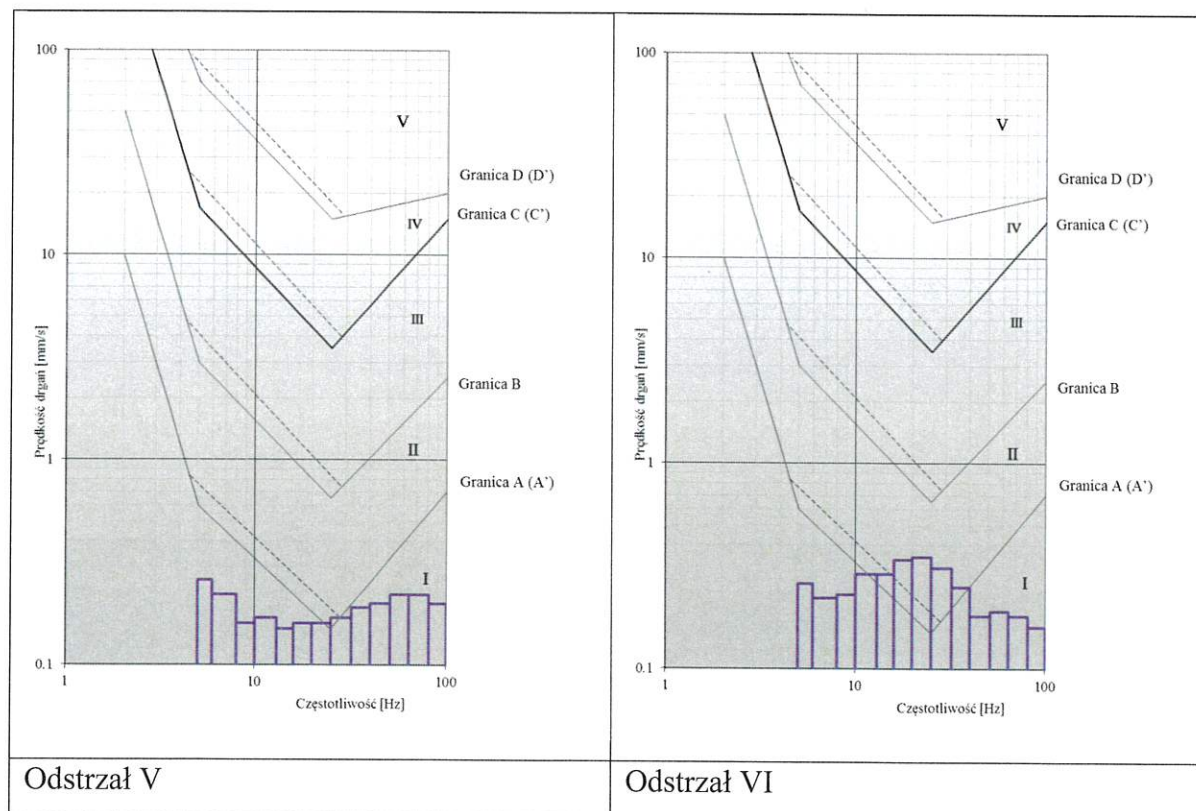 100
10
1
0.1
1
10
100
Prędkość drgań [mm/s]
Częstotliwość [Hz]
V
IV
III
II
I
Granica D (D’)
Granica C (C’)
Granica B
Granica A (A’)
Odstrzał V
100
10
1
0.1
1
10
100
Prędkość drgań [mm/s]
Częstotliwość [Hz]
V
IV
III
II
I
Granica D (D’)
Granica C (C’)
Granica B
Granica A (A’)
Odstrzał VI